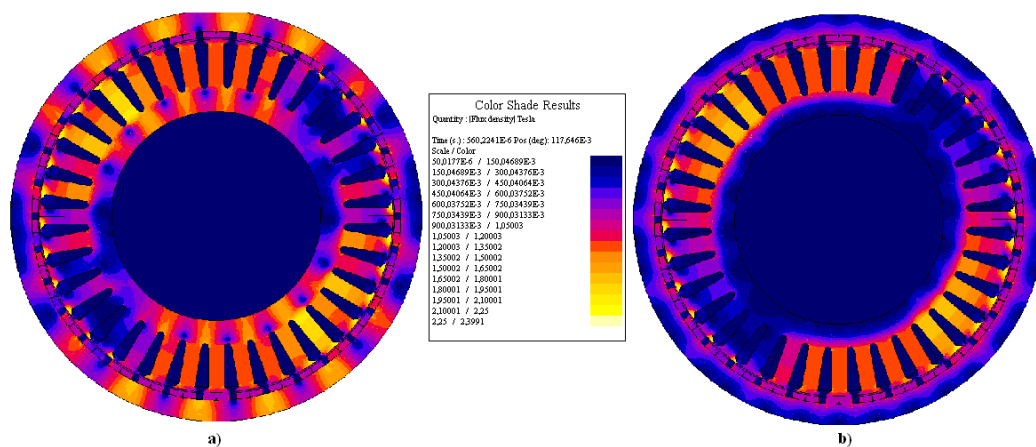 Color Shade Results
Quantity : |Flux density| Tesla
Time (s.) : 560,2241E-6 Pos (deg): 117,646E-3
Scale / Color
50,0177E-6 / 150,04689E-3
150,04689E-3 / 300,04376E-3
300,04376E-3 / 450,04064E-3
450,04064E-3 / 600,03752E-3
600,03752E-3 / 750,03439E-3
750,03439E-3 / 900,03133E-3
900,03133E-3 / 1,05003
1,05003 / 1,20003
1,20003 / 1,35002
1,35002 / 1,50002
1,50002 / 1,65002
1,65002 / 1,80001
1,80001 / 1,95001
1,95001 / 2,10001
2,10001 / 2,25
2,25 / 2,3991
a)
b)